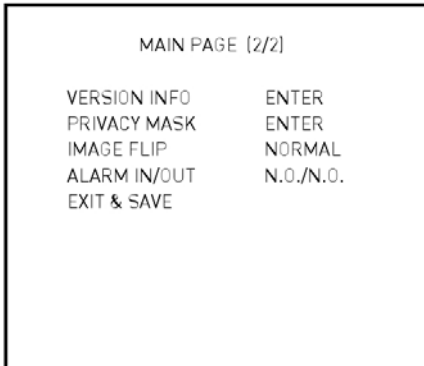 MAIN PAGE (2/2)
VERSION INFO ENTER
PRIVACY MASK ENTER
IMAGE FLIP NORMAL
ALARM IN/OUT N.O./N.O.
EXIT & SAVE